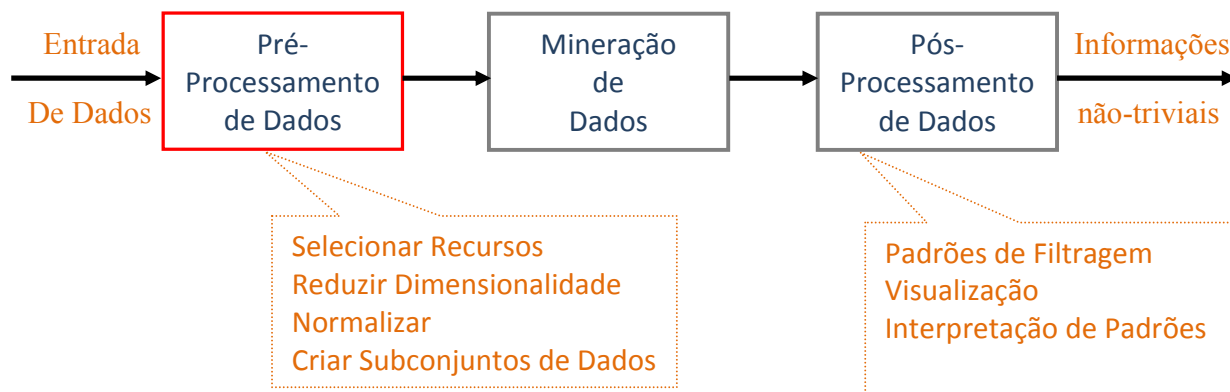 Entrada
De Dados
Pré-
Processamento
de Dados
Mineração
de
Dados
Pós-
Processamento
de Dados
Informações
não-triviais
Selecionar Recursos
Reduzir Dimensionalidade
Normalizar
Criar Subconjuntos de Dados
Padrões de Filtragem
Visualização
Interpretação de Padrões